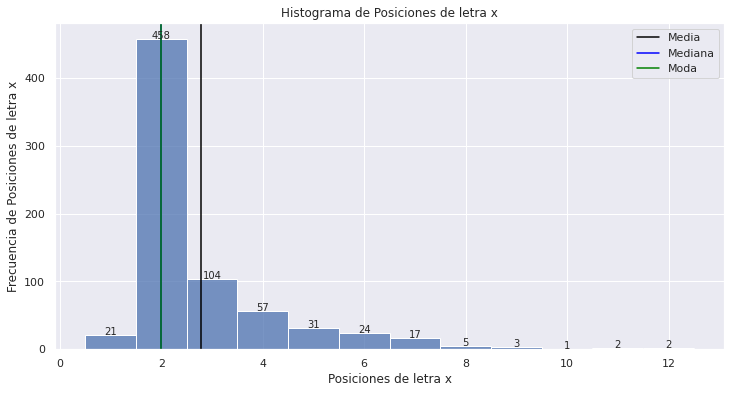 Histograma de Posiciones de letra x
Frecuencia de Posiciones de letra x
400
300
200
100
0
21
458
104
57
31
24
17
5
3
1
2
2
Media
Mediana
Moda
0 2 4 6 8 10 12
Posiciones de letra x